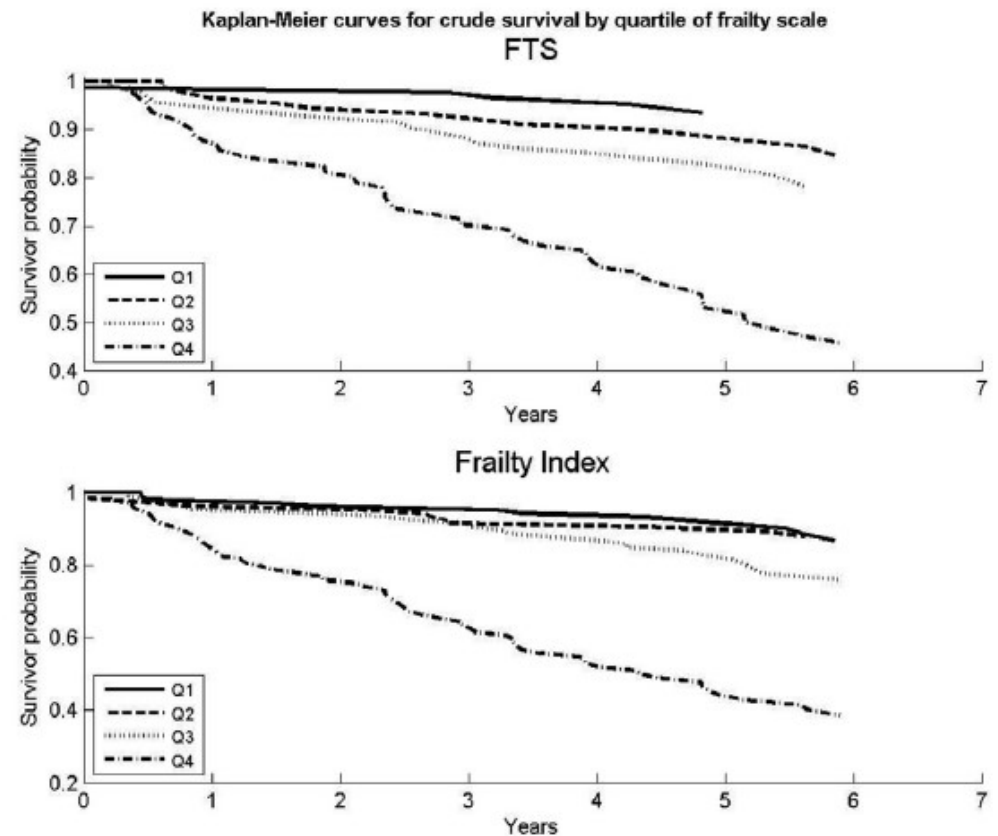 Kaplan-Meier curves for crude survival by quartile of frailty scale
FTS
Survivor probability
1
0.9
0.8
0.7
0.6
0.5
0.4
Q1
Q2
Q3
Q4
0 1 2 3 4 5 6 7
Years
Frailty Index
Survivor probability
1
0.8
0.6
0.4
0.2
Q1
Q2
Q3
Q4
0 1 2 3 4 5 6 7
Years